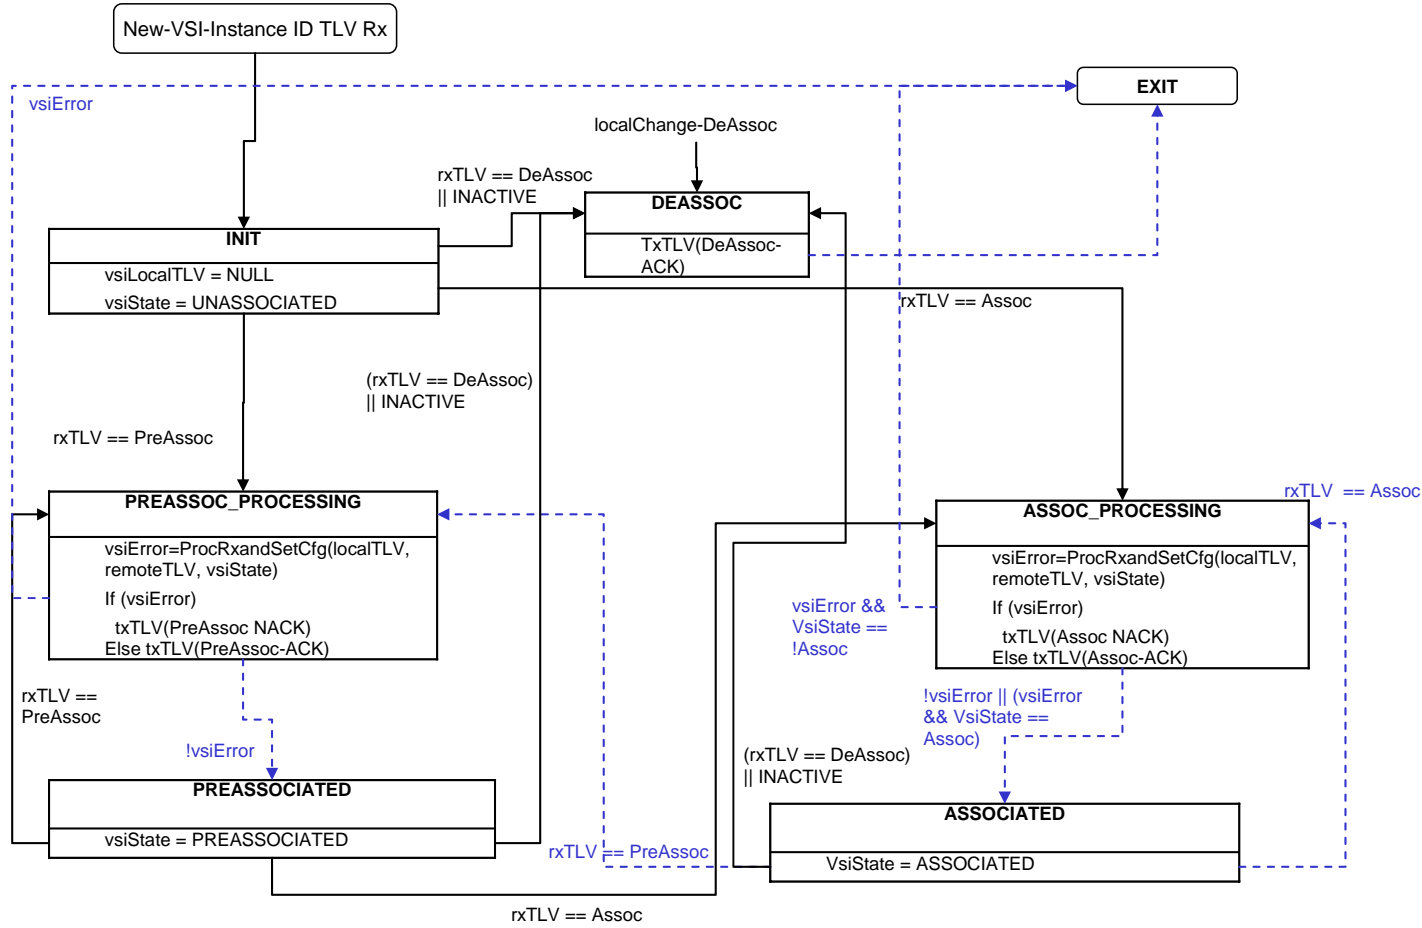 New-VSI-Instance ID TLV Rx
EXIT
vsiError
localChange-DeAssoc
rxTLV == DeAssoc
|| INACTIVE
DEASSOC
TxTLV(DeAssoc-
ACK)
INIT
vsiLocalTLV = NULL
vsiState = UNASSOCIATED
rxTLV == Assoc
(rxTLV == DeAssoc)
|| INACTIVE
rxTLV == PreAssoc
PREASSOC_PROCESSING
vsiError=ProcRxandSetCfg(localTLV,
remoteTLV, vsiState)
If (vsiError)
txTLV(PreAssoc NACK)
Else txTLV(PreAssoc-ACK)
rxTLV == Assoc
ASSOC_PROCESSING
vsiError=ProcRxandSetCfg(localTLV,
remoteTLV, vsiState)
If (vsiError)
txTLV(Assoc NACK)
Else txTLV(Assoc-ACK)
vsiError &&
VsiState ==
!Assoc
rxTLV ==
PreAssoc
!vsiError
!vsiError || (vsiError
&& VsiState ==
Assoc)
(rxTLV == DeAssoc)
|| INACTIVE
PREASSOCIATED
vsiState = PREASSOCIATED
ASSOCIATED
VsiState = ASSOCIATED
rxTLV == PreAssoc
rxTLV == Assoc